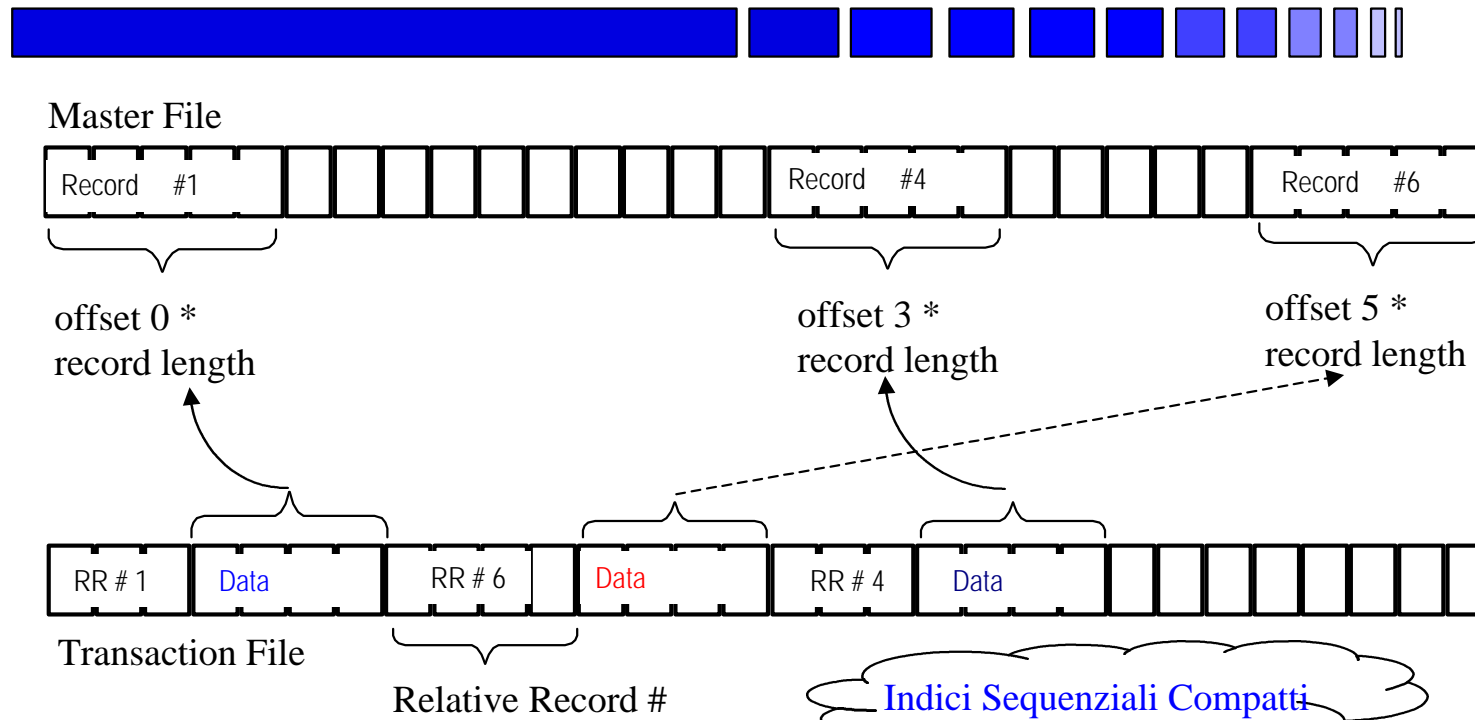 Master File
Record #1
Record #4
Record #6
offset 0 *
record length
offset 3 *
record length
offset 5 *
record length
RR # 1
Data
RR # 6
Data
RR # 4
Data
Transaction File
Relative Record #
Indici Sequenziali Compatti